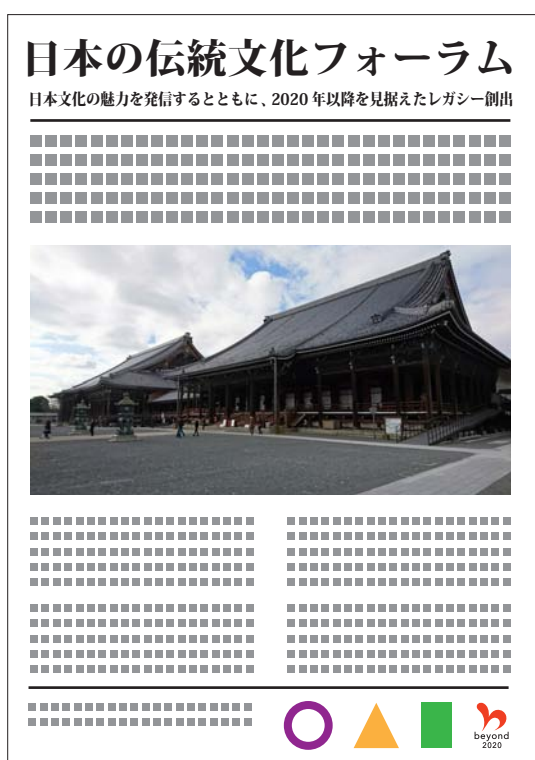 日本の伝統文化フォーラム
日本文化の魅力を発信するとともに、2020年以降を見据えたレガシー創出
beyond
2020